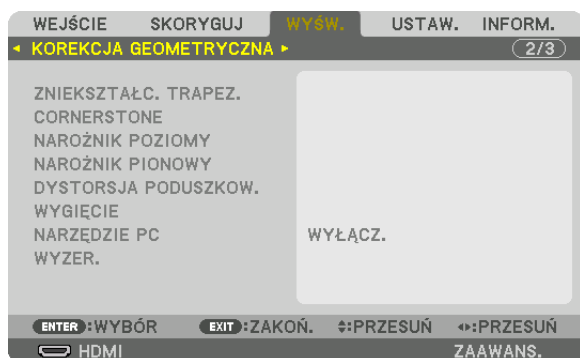 WEJŚCIE SKORYGUJ WYŚW. USTAW. INFORM.
KOREKCJA GEOMETRYCZNA 2/3
ZNIEKSZTAŁC. TRAPEZ.
CORNERSTONE
NAROŻNIK POZIOMY
NAROŻNIK PIONOWY
DYSTORSJA PODUSZKOW.
WYGIĘCIE
NARZĘDZIE PC WYŁĄCZ.
WYZER.
ENTER:WYBÓR EXIT:ZAKOŃ. :PRZESUŃ :PRZESUŃ
HDMI ZAAWANS.